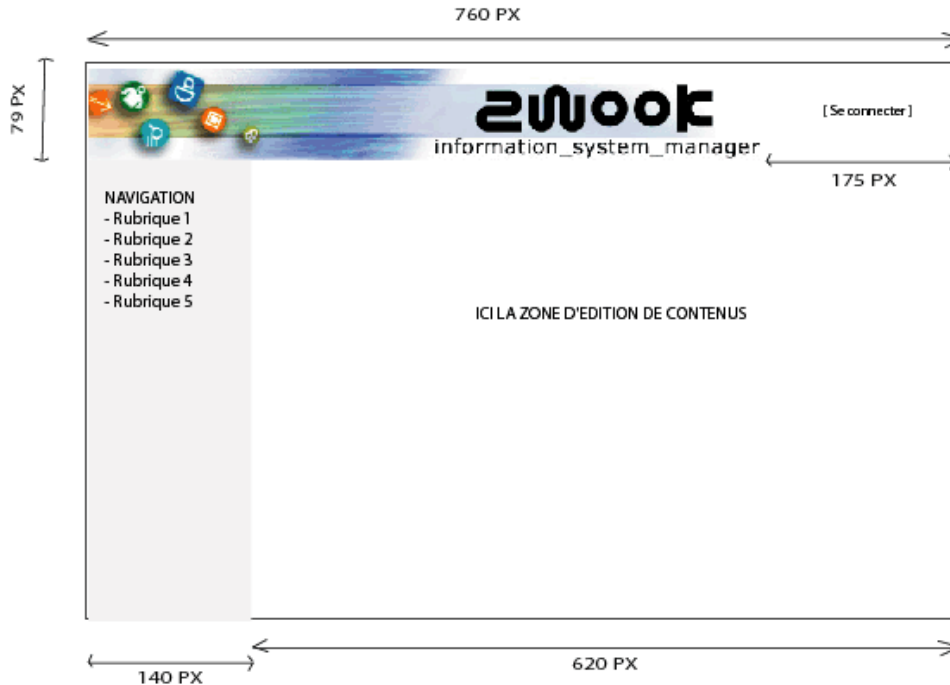 760 PX
79 PX
zwook
[ Se connecter ]
information_system_manager
175 PX
NAVIGATION
- Rubrique 1
- Rubrique 2
- Rubrique 3
- Rubrique 4
- Rubrique 5
ICI LA ZONE D'EDITION DE CONTENUS
140 PX
620 PX